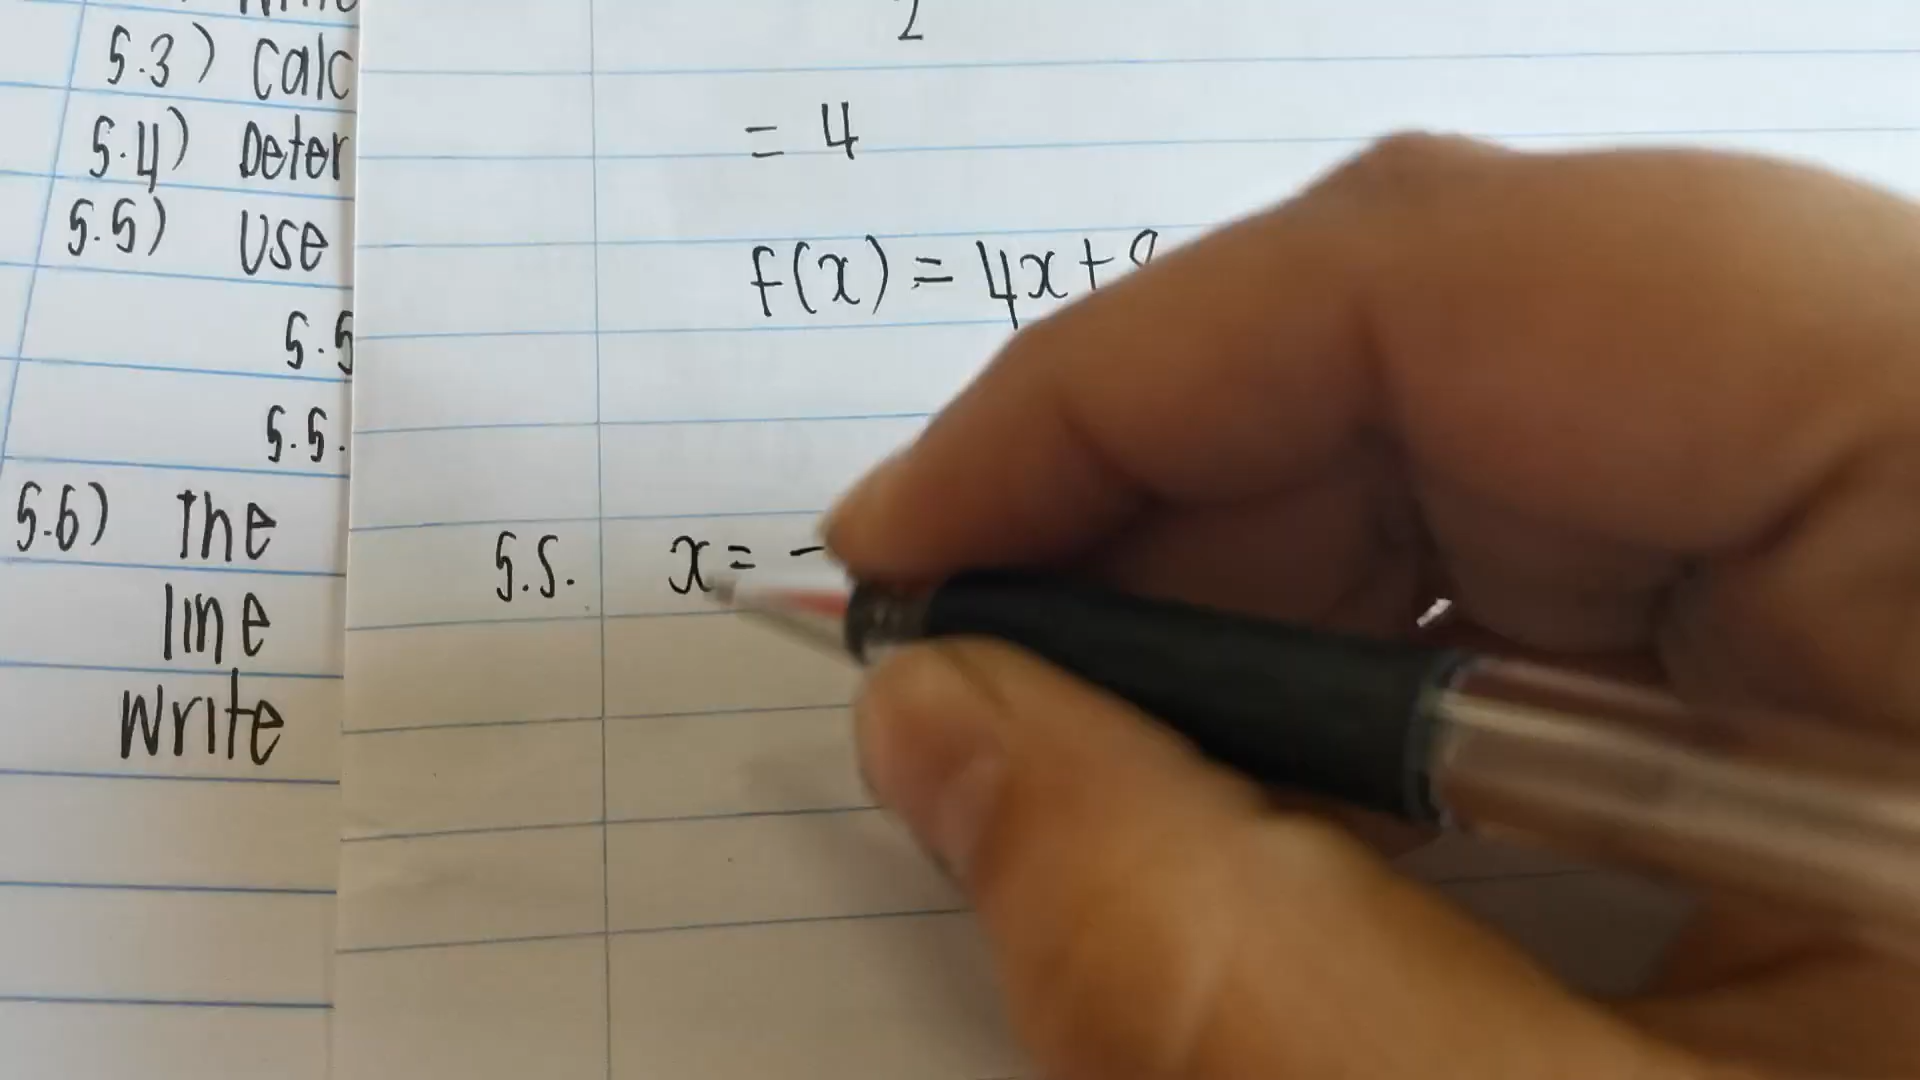 5.3) Calc
5.4) Deter
5.5) Use
5.5
5.5.
5.6) The
line
Write
2
= 4
f(x) = 4x+
5.5. x= -